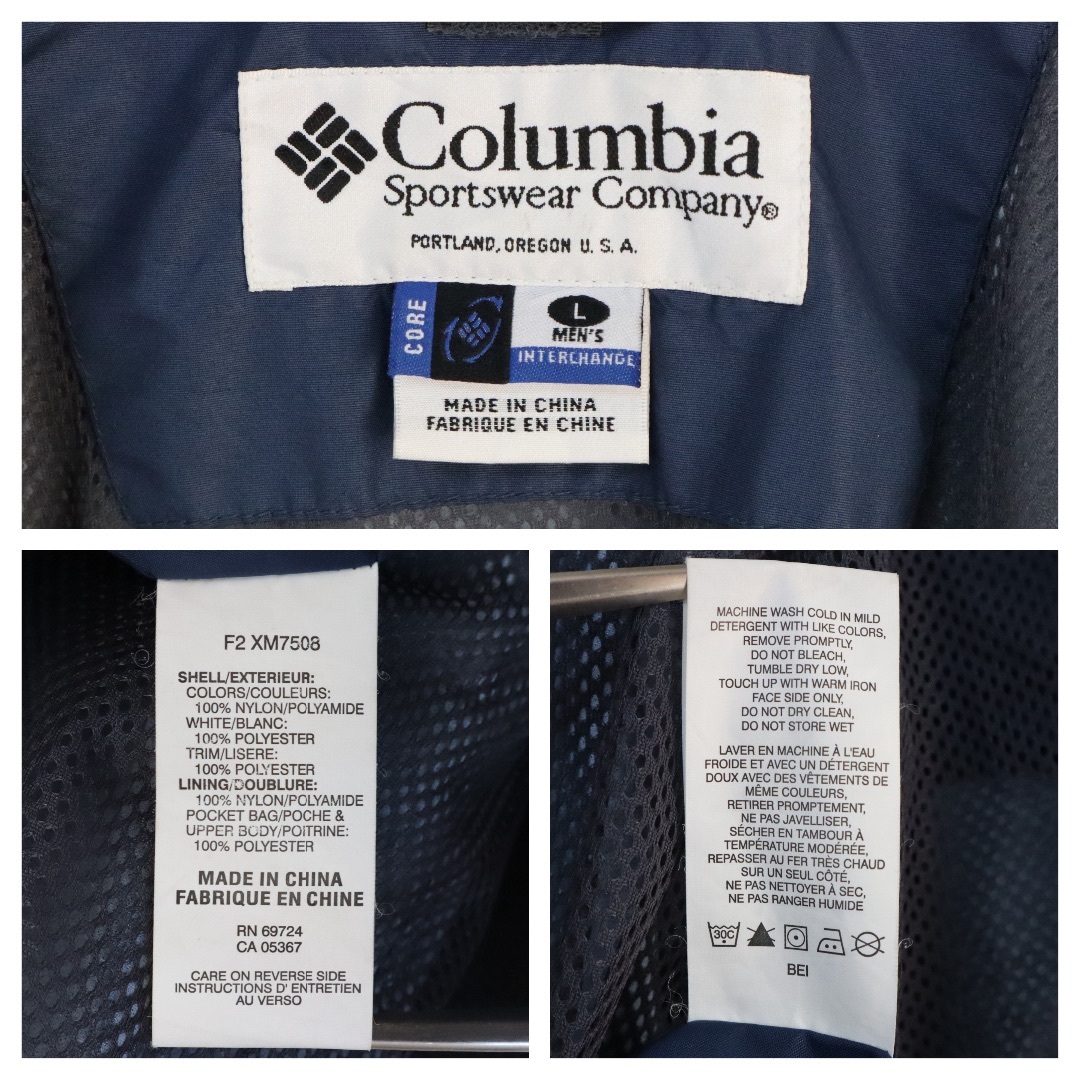 Columbia
Sportswear Company®
PORTLAND, OREGON U. S. A.
CORE
L
MEN'S
INTERCHANGE
MADE IN CHINA
FABRIQUE EN CHINE
F2 XM7508
SHELL/EXTERIEUR:
COLORS/COULEURS:
100% NYLON/POLYAMIDE
WHITE/BLANC:
100% POLYESTER
TRIM/LISERE:
100% POLYESTER
LINING/DOUBLURE:
100% NYLON/POLYAMIDE
POCKET BAG/POCHE &
UPPER BODY/POITRINE:
100% POLYESTER
MADE IN CHINA
FABRIQUE EN CHINE
RN 69724
CA 05367
CARE ON REVERSE SIDE
INSTRUCTIONS D' ENTRETIEN
AU VERSO
MACHINE WASH COLD IN MILD
DETERGENT WITH LIKE COLORS,
REMOVE PROMPTLY,
DO NOT BLEACH,
TUMBLE DRY LOW,
TOUCH UP WITH WARM IRON
FACE SIDE ONLY,
DO NOT DRY CLEAN,
DO NOT STORE WET
LAVER EN MACHINE À L'EAU
FROIDE ET AVEC UN DÉTERGENT
DOUX AVEC DES VÊTEMENTS DE
MÊME COULEURS,
RETIRER PROMPTEMENT,
NE PAS JAVELLISER,
SÉCHER EN TAMBOUR À
TEMPÉRATURE MODÉRÉE,
REPASSER AU FER TRÈS CHAUD
SUR UN SEUL CÔTÉ,
NE PAS NETTOYER À SEC,
NE PAS RANGER HUMIDE
30C
BEI